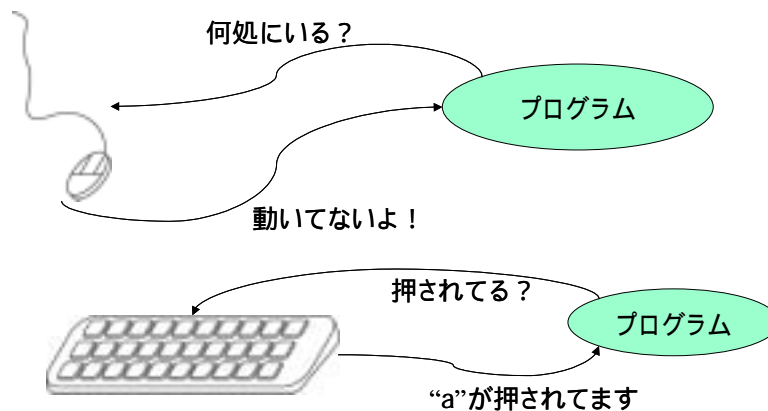 何処にいる？
プログラム
動いてないよ！
押されてる？
プログラム
“a”が押されてます